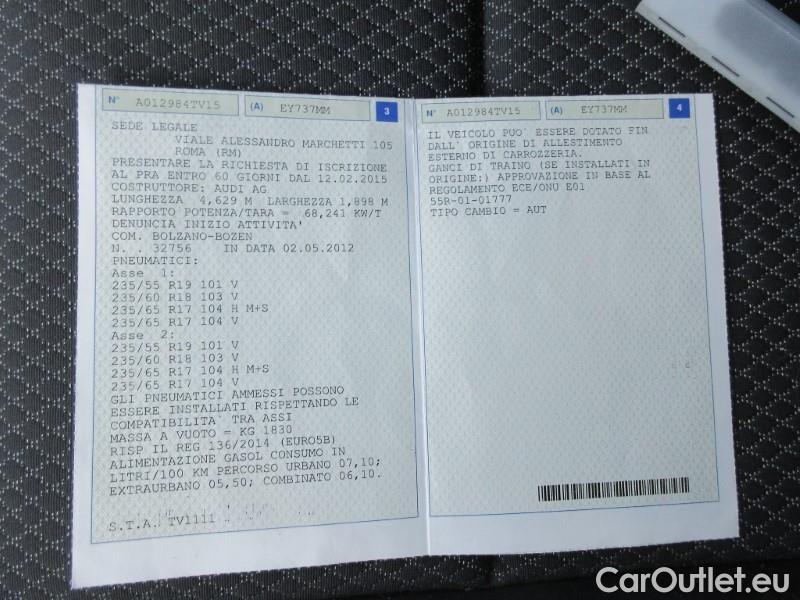 N° A012984TV15 (A) EY737MM 3
SEDE LEGALE
VIALE ALESSANDRO MARCHETTI 105
ROMA (RM)
PRESENTARE LA RICHIESTA DI ISCRIZIONE
AL PRA ENTRO 60 GIORNI DAL 12.02.2015
COSTRUTTORE: AUDI AG
LUNGHEZZA 4,629 M LARGHEZZA 1,898 M
RAPPORTO POTENZA/TARA = 68,241 KW/T
DENUNCIA INIZIO ATTIVITA'
COM. BOLZANO-BOZEN
N. . 32756 IN DATA 02.05.2012
PNEUMATICI:
Asse 1:
235/55 R19 101 V
235/60 R18 103 V
235/65 R17 104 H M+S
235/65 R17 104 V
Asse 2:
235/55 R19 101 V
235/60 R18 103 V
235/65 R17 104 H M+S
235/65 R17 104 V
GLI PNEUMATICI AMMESSI POSSONO
ESSERE INSTALLATI RISPETTANDO LE
COMPATIBILITA` TRA ASSI
MASSA A VUOTO = KG 1830
RISP IL REG 136/2014 (EURO5B)
ALIMENTAZIONE GASOL CONSUMO IN
LITRI/100 KM PERCORSO URBANO 07,10;
EXTRAURBANO 05,50; COMBINATO 06,10.
S.T.A. TV1111
N° A012984TV15 (A) EY737MM 4
IL VEICOLO PUO` ESSERE DOTATO FIN
DALL` ORIGINE DI ALLESTIMENTO
ESTERNO DI CARROZZERIA.
GANCI DI TRAINO (SE INSTALLATI IN
ORIGINE:) APPROVAZIONE IN BASE AL
REGOLAMENTO ECE/ONU E01
55R-01-01777
TIPO CAMBIO = AUT
CarOutlet.eu